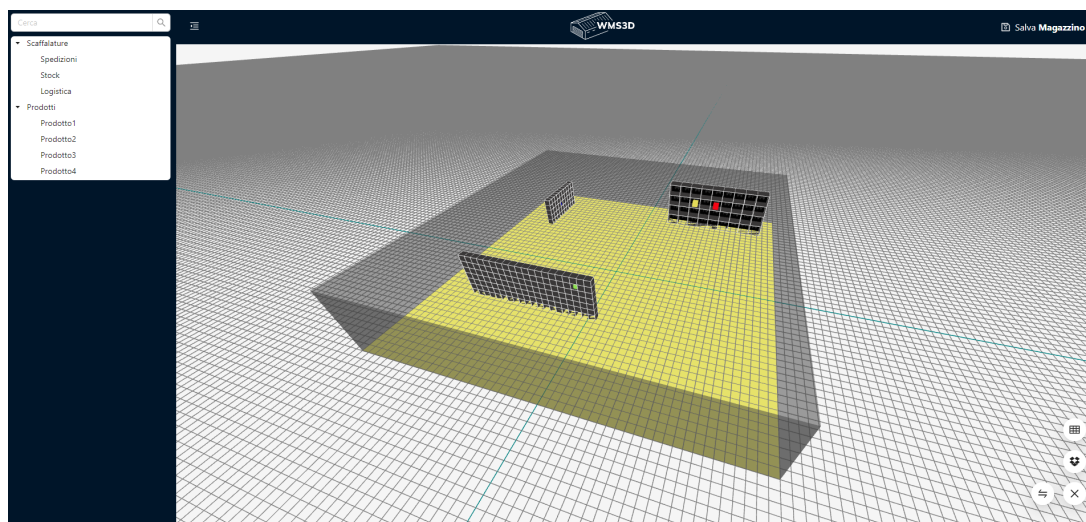 Cerca
Scaffalature
Spedizioni
Stock
Logistica
Prodotti
Prodotto1
Prodotto2
Prodotto3
Prodotto4
WMS3D
Salva Magazzino